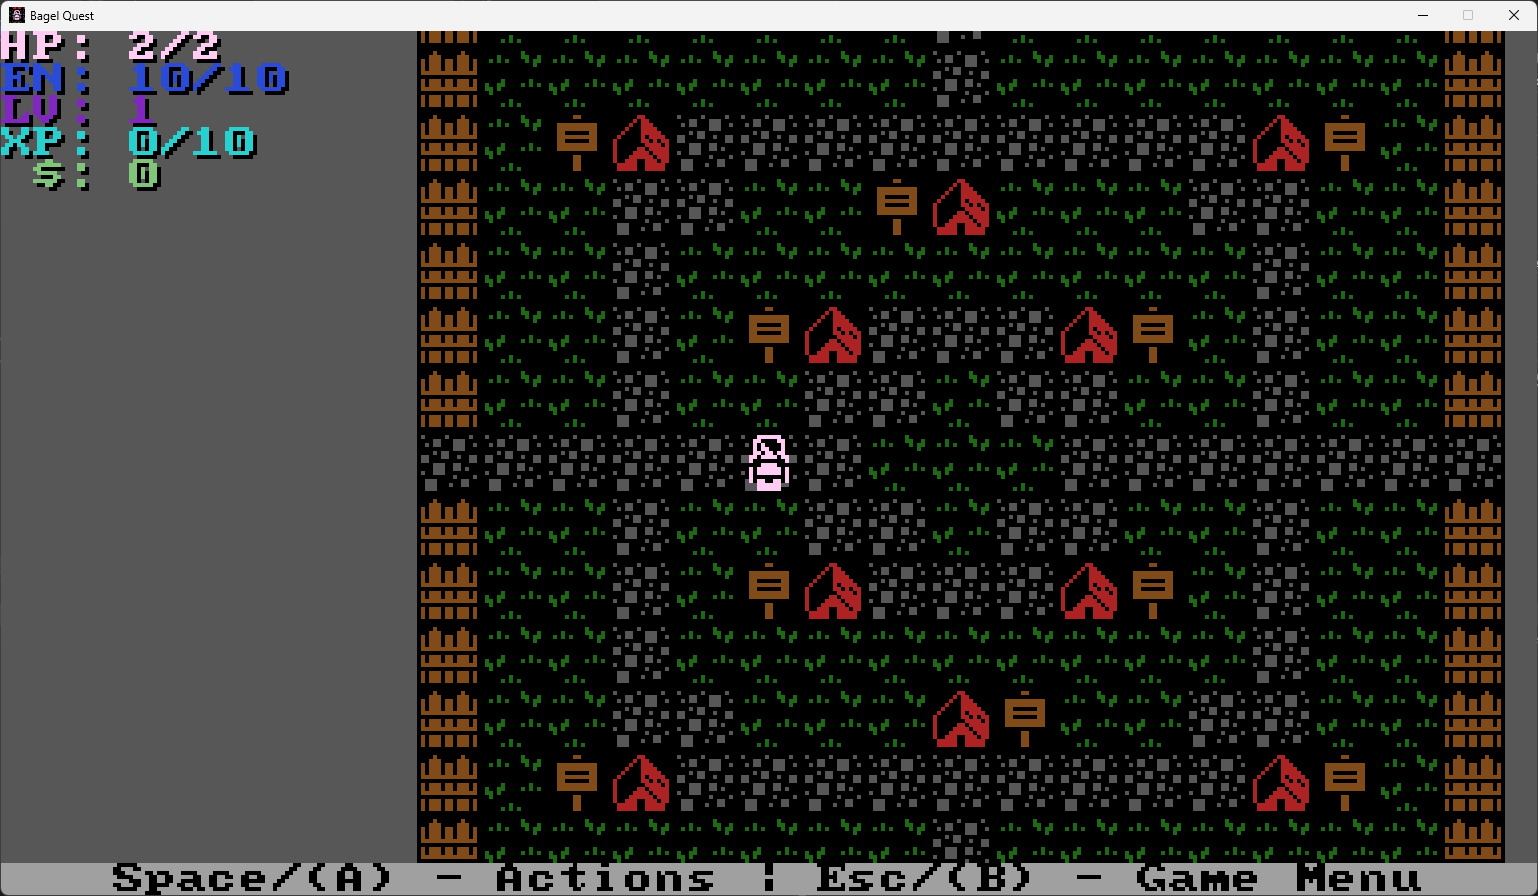 Bagel Quest
HP: 2/2
EN: 10/10
LV: 1
XP: 0/10
$: 0
Space/(A) - Actions ¦ Esc/(B) - Game Menu